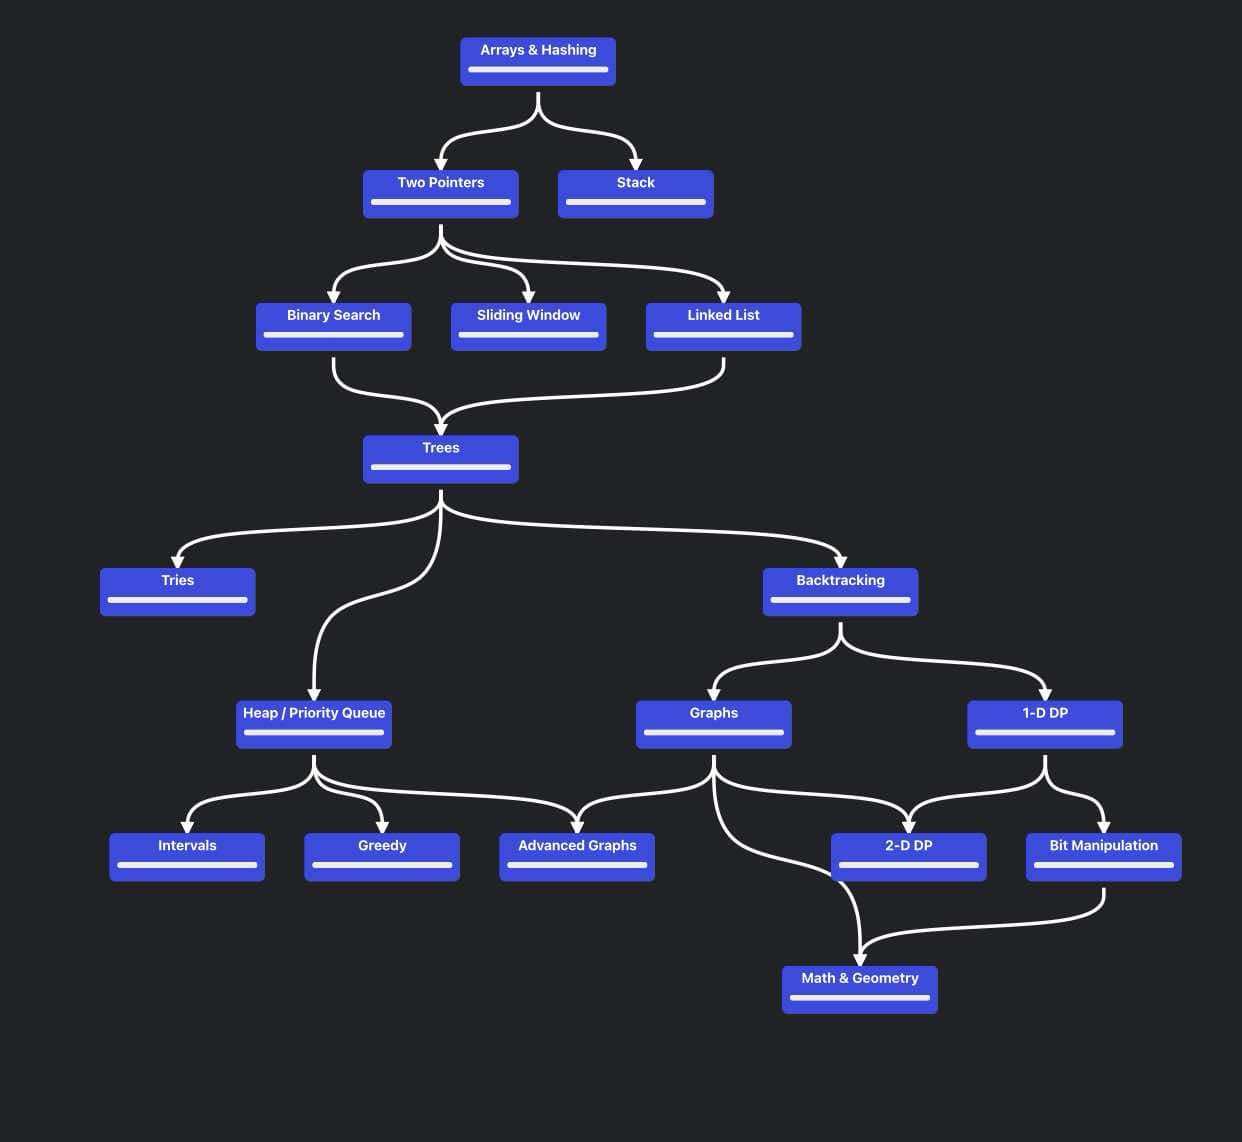 Arrays & Hashing
Two Pointers
Stack
Binary Search
Sliding Window
Linked List
Trees
Tries
Backtracking
Heap / Priority Queue
Graphs
1-D DP
Intervals
Greedy
Advanced Graphs
2-D DP
Bit Manipulation
Math & Geometry